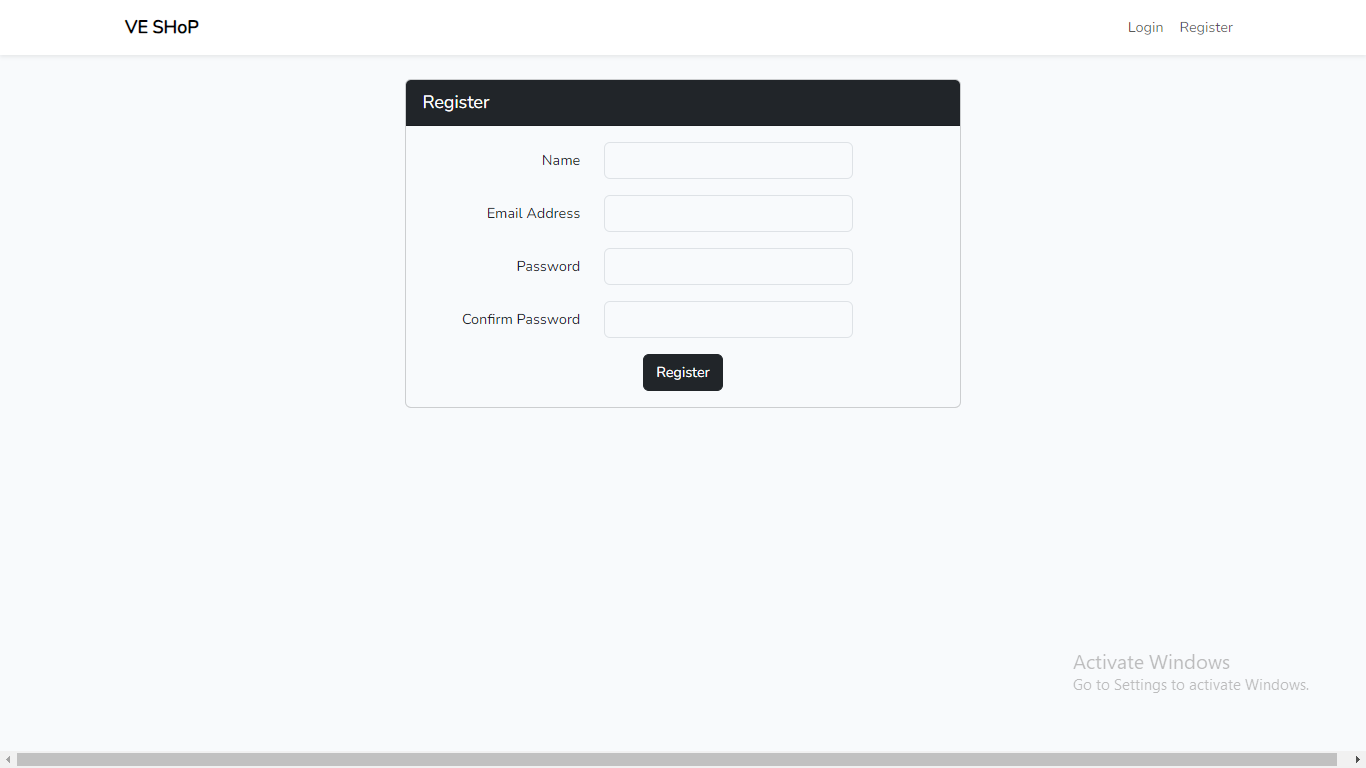 VE SHoP
Login Register
Register
Name
Email Address
Password
Confirm Password
Register
Activate Windows
Go to Settings to activate Windows.